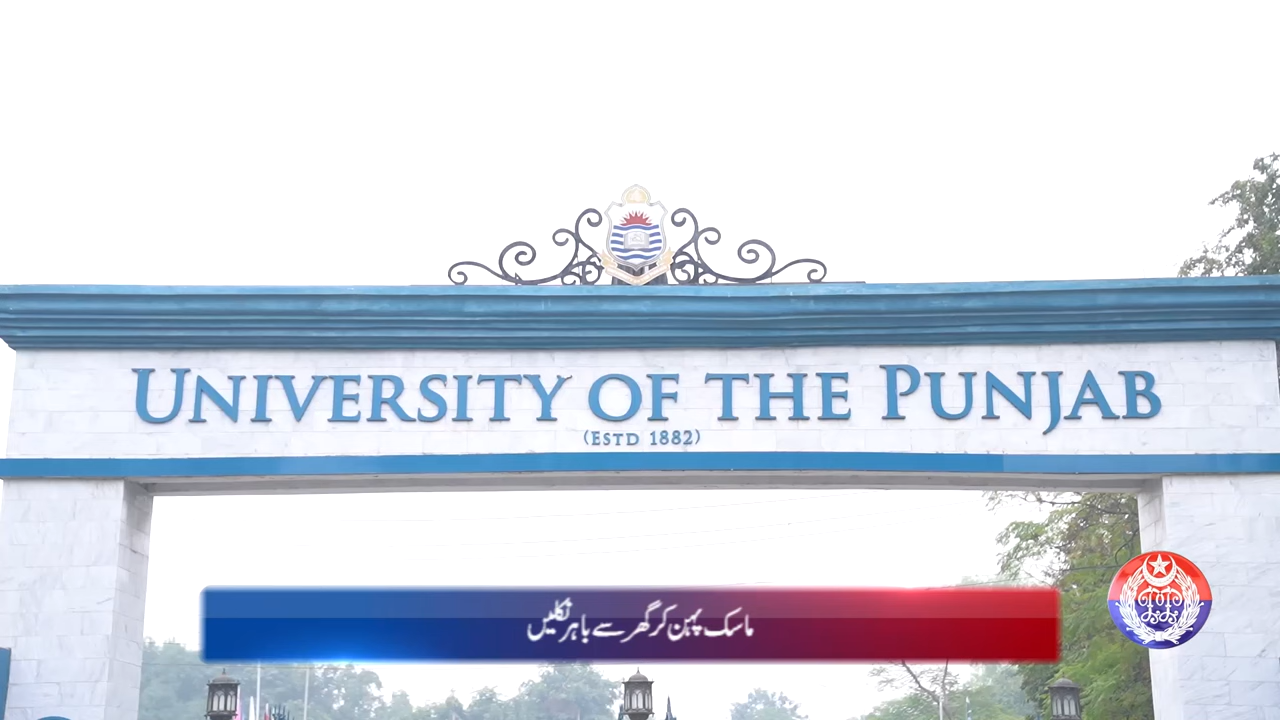 UNIVERSITY OF THE PUNJAB
(ESTD 1882)
ماسک پہن کر گھر سے باہر نکلیں